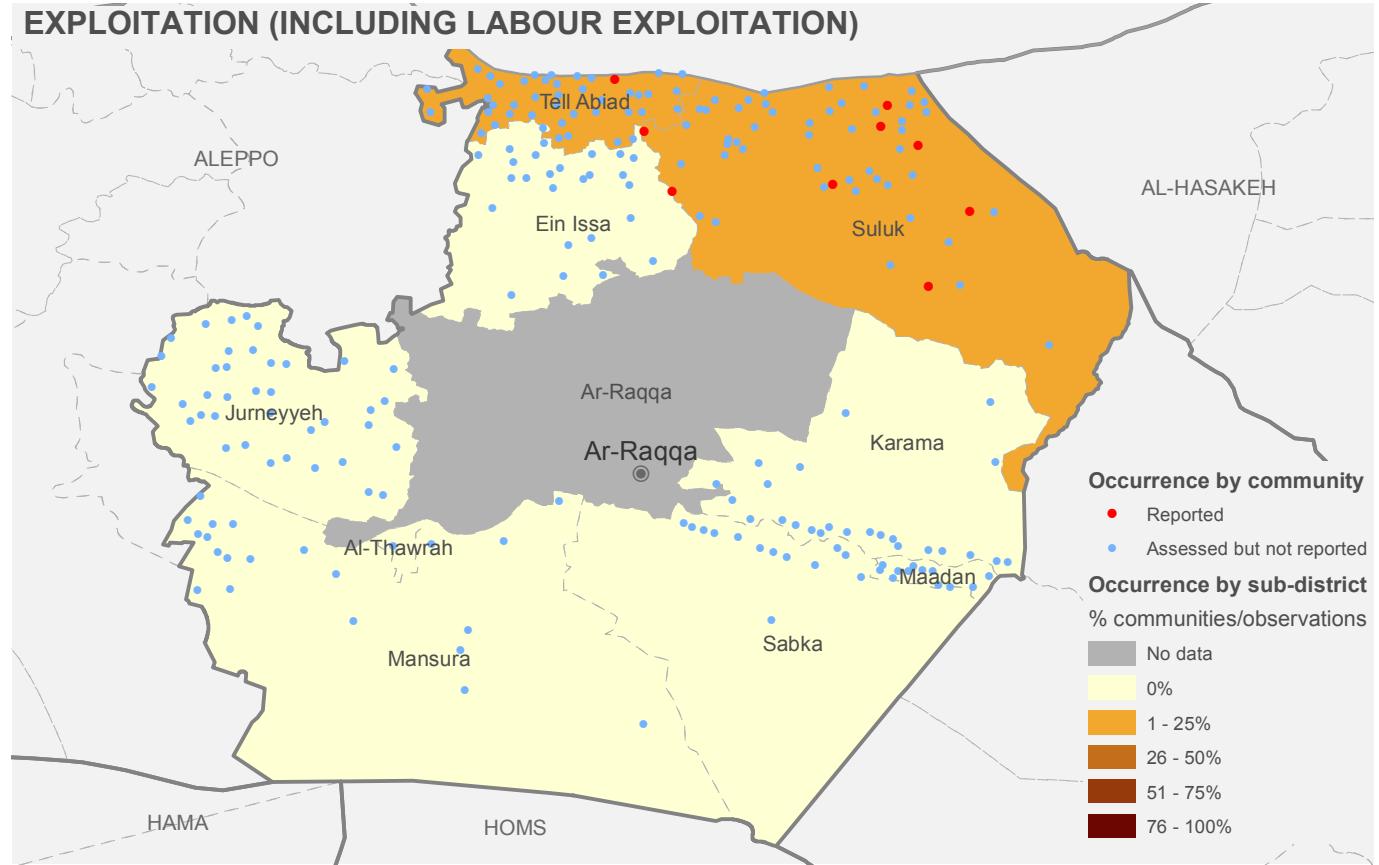 EXPLOITATION (INCLUDING LABOUR EXPLOITATION)
Tell Abiad
ALEPPO
AL-HASAKEH
Ein Issa
Suluk
Ar-Raqqa
Jurneyyeh
Karama
Ar-Raqqa
Al-Thawrah
Maadan
Sabka
Mansura
HAMA
HOMS
Occurrence by community
Reported
Assessed but not reported
Occurrence by sub-district
% communities/observations
No data
0%
1 - 25%
26 - 50%
51 - 75%
76 - 100%